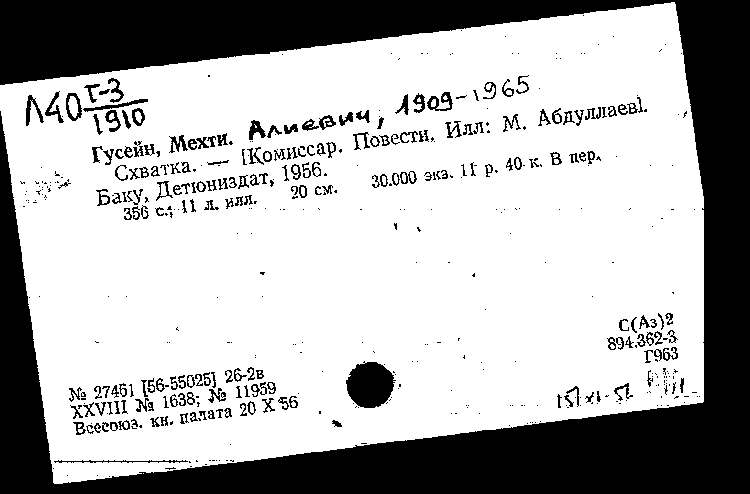 Л40 Г-3
1910
Гусейн, Мехти. Алиевич, 1909-1965
Схватка. — [Комиссар. Повести. Илл: М. Абдуллаев].
Баку, Детюниздат, 1956.
356 с.; 11 л. илл. 20 см. 30.000 экз. 11 р. 40 к. В пер.
С(Аз)2
894.362-3
Г963
№ 27451 [56-55025] 26-2в
XXVIII № 1638; № 11959
Всесоюз. кн. палата 20 X 56